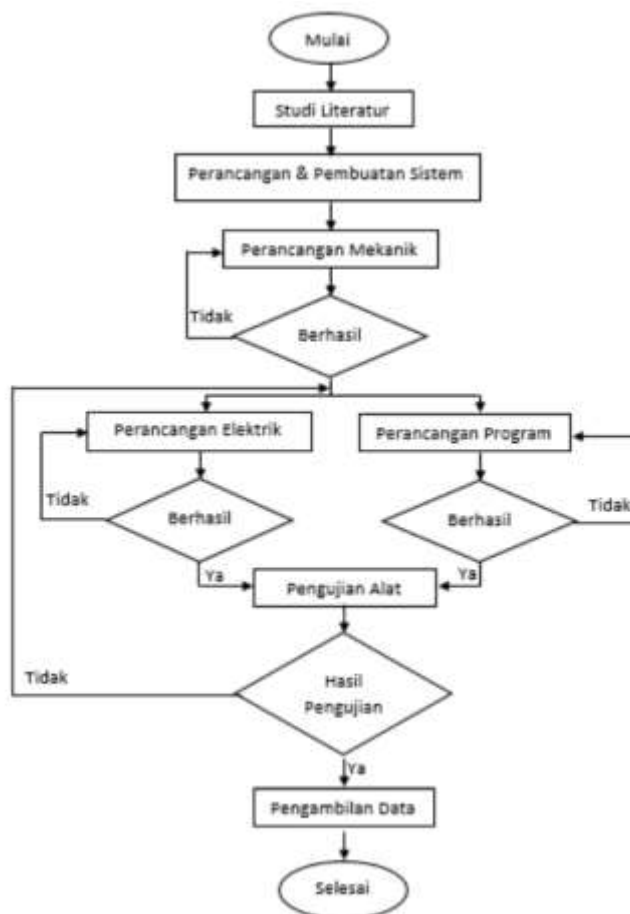 Mulai
Studi Literatur
Perancangan & Pembuatan Sistem
Perancangan Mekanik
Tidak
Berhasil
Perancangan Elektrik
Perancangan Program
Tidak
Berhasil
Berhasil
Tidak
Ya
Pengujian Alat
Ya
Tidak
Hasil
Pengujian
Ya
Pengambilan Data
Selesai